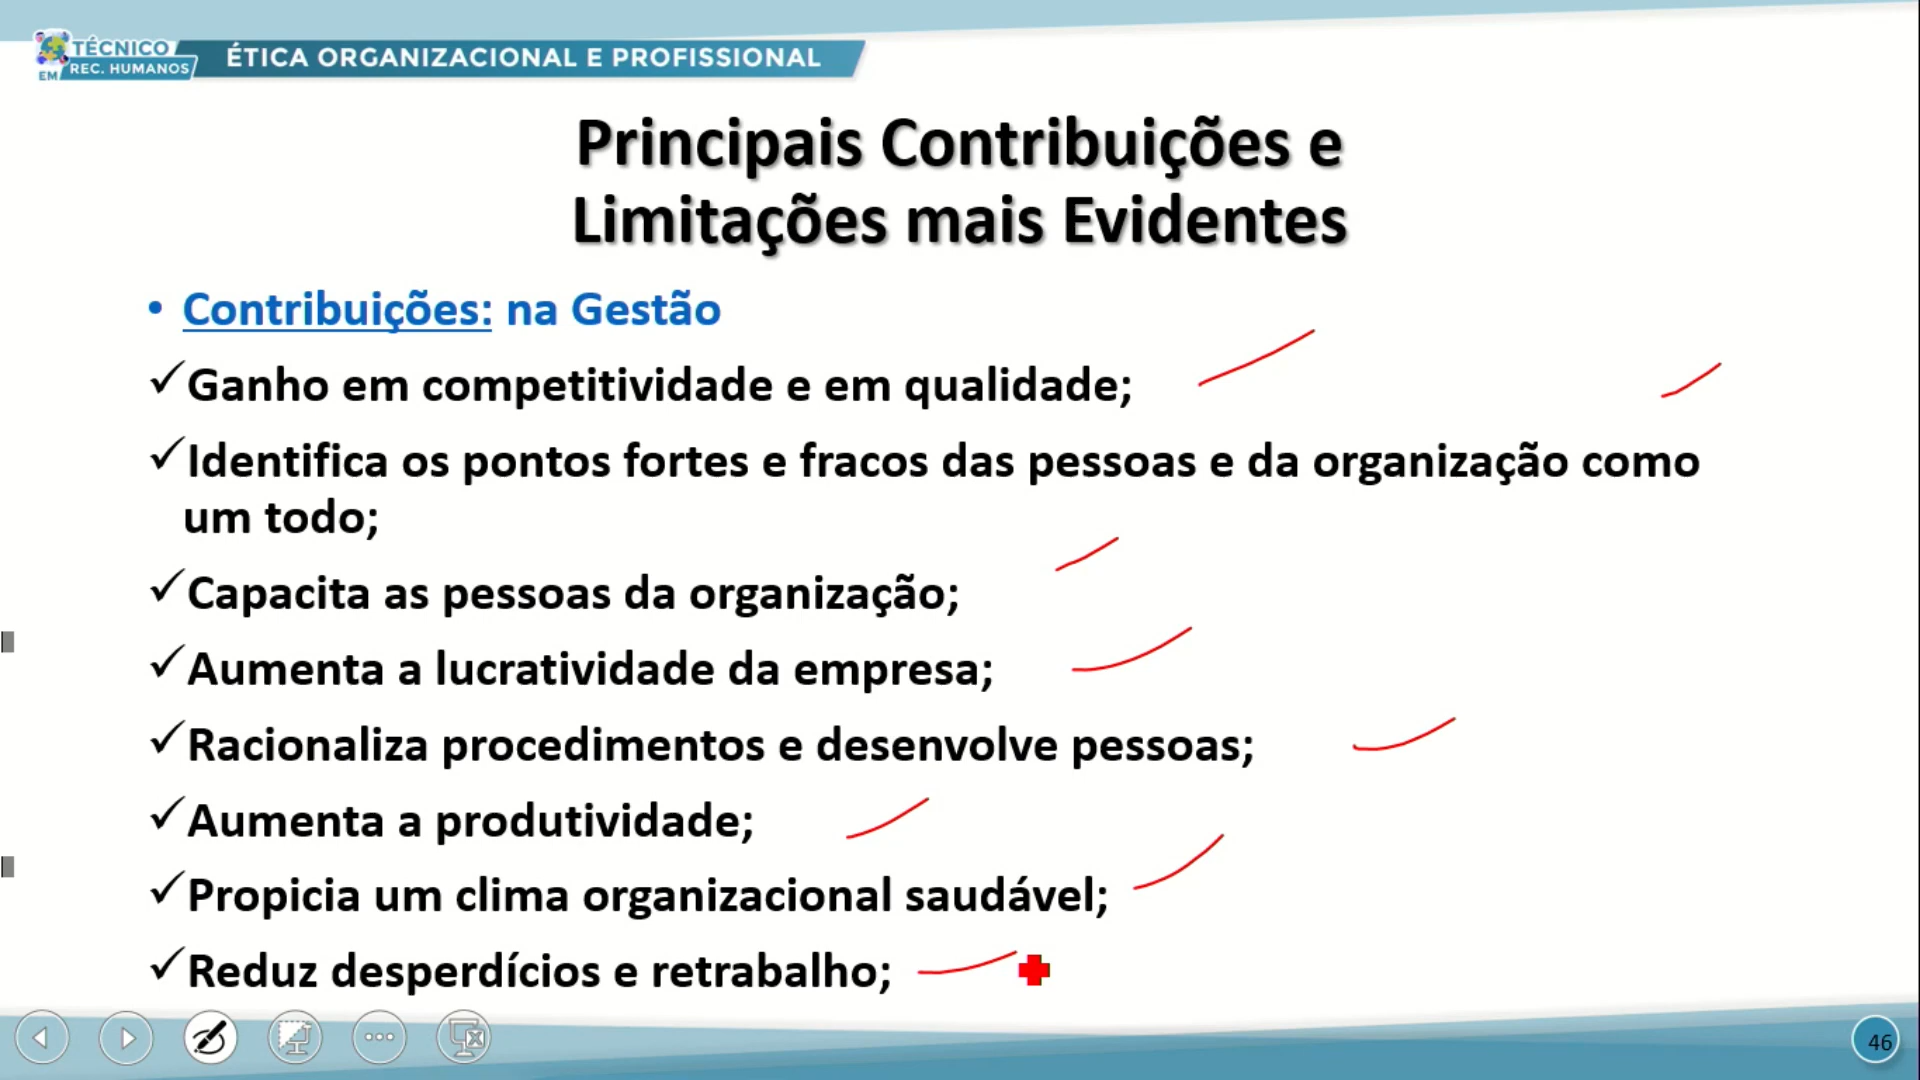 TÉCNICO
EM REC. HUMANOS
ÉTICA ORGANIZACIONAL E PROFISSIONAL
Principais Contribuições e
Limitações mais Evidentes
• Contribuições: na Gestão
✓Ganho em competitividade e em qualidade;
✓Identifica os pontos fortes e fracos das pessoas e da organização como
um todo;
✓Capacita as pessoas da organização;
✓Aumenta a lucratividade da empresa;
✓Racionaliza procedimentos e desenvolve pessoas;
✓Aumenta a produtividade;
✓Propicia um clima organizacional saudável;
✓Reduz desperdícios e retrabalho;
46